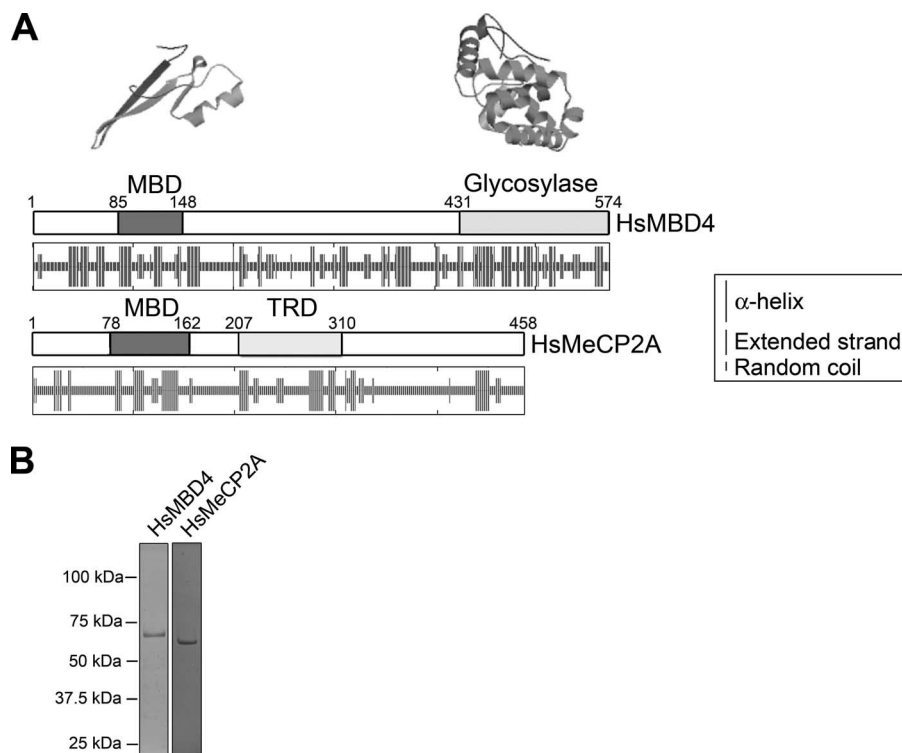 A
MBD Glycosylase
1 85 148 431 574
HsMBD4
MBD TRD
1 78 162 207 310 458
HsMeCP2A
α-helix
Extended strand
Random coil
B
HsMBD4
HsMeCP2A
100 kDa
75 kDa
50 kDa
37.5 kDa
25 kDa